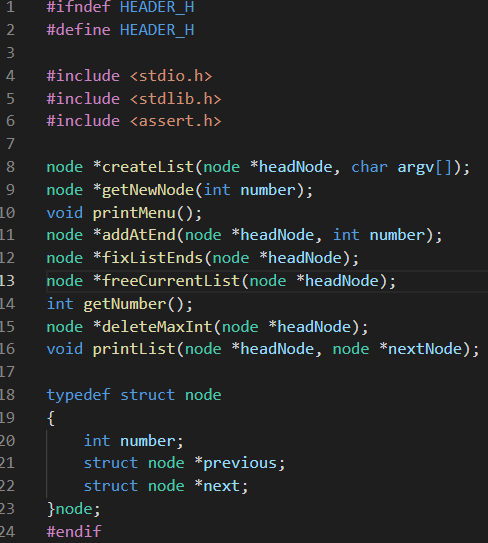 1 #ifndef HEADER_H
2 #define HEADER_H
3
4 #include <stdio.h>
5 #include <stdlib.h>
6 #include <assert.h>
7
8 node *createList(node *headNode, char argv[]);
9 node *getNewNode(int number);
10 void printMenu();
11 node *addAtEnd(node *headNode, int number);
12 node *fixListEnds(node *headNode);
13 node *freeCurrentList(node *headNode);
14 int getNumber();
15 node *deleteMaxInt(node *headNode);
16 void printList(node *headNode, node *nextNode);
17
18 typedef struct node
19 {
20     int number;
21     struct node *previous;
22     struct node *next;
23 }node;
24 #endif